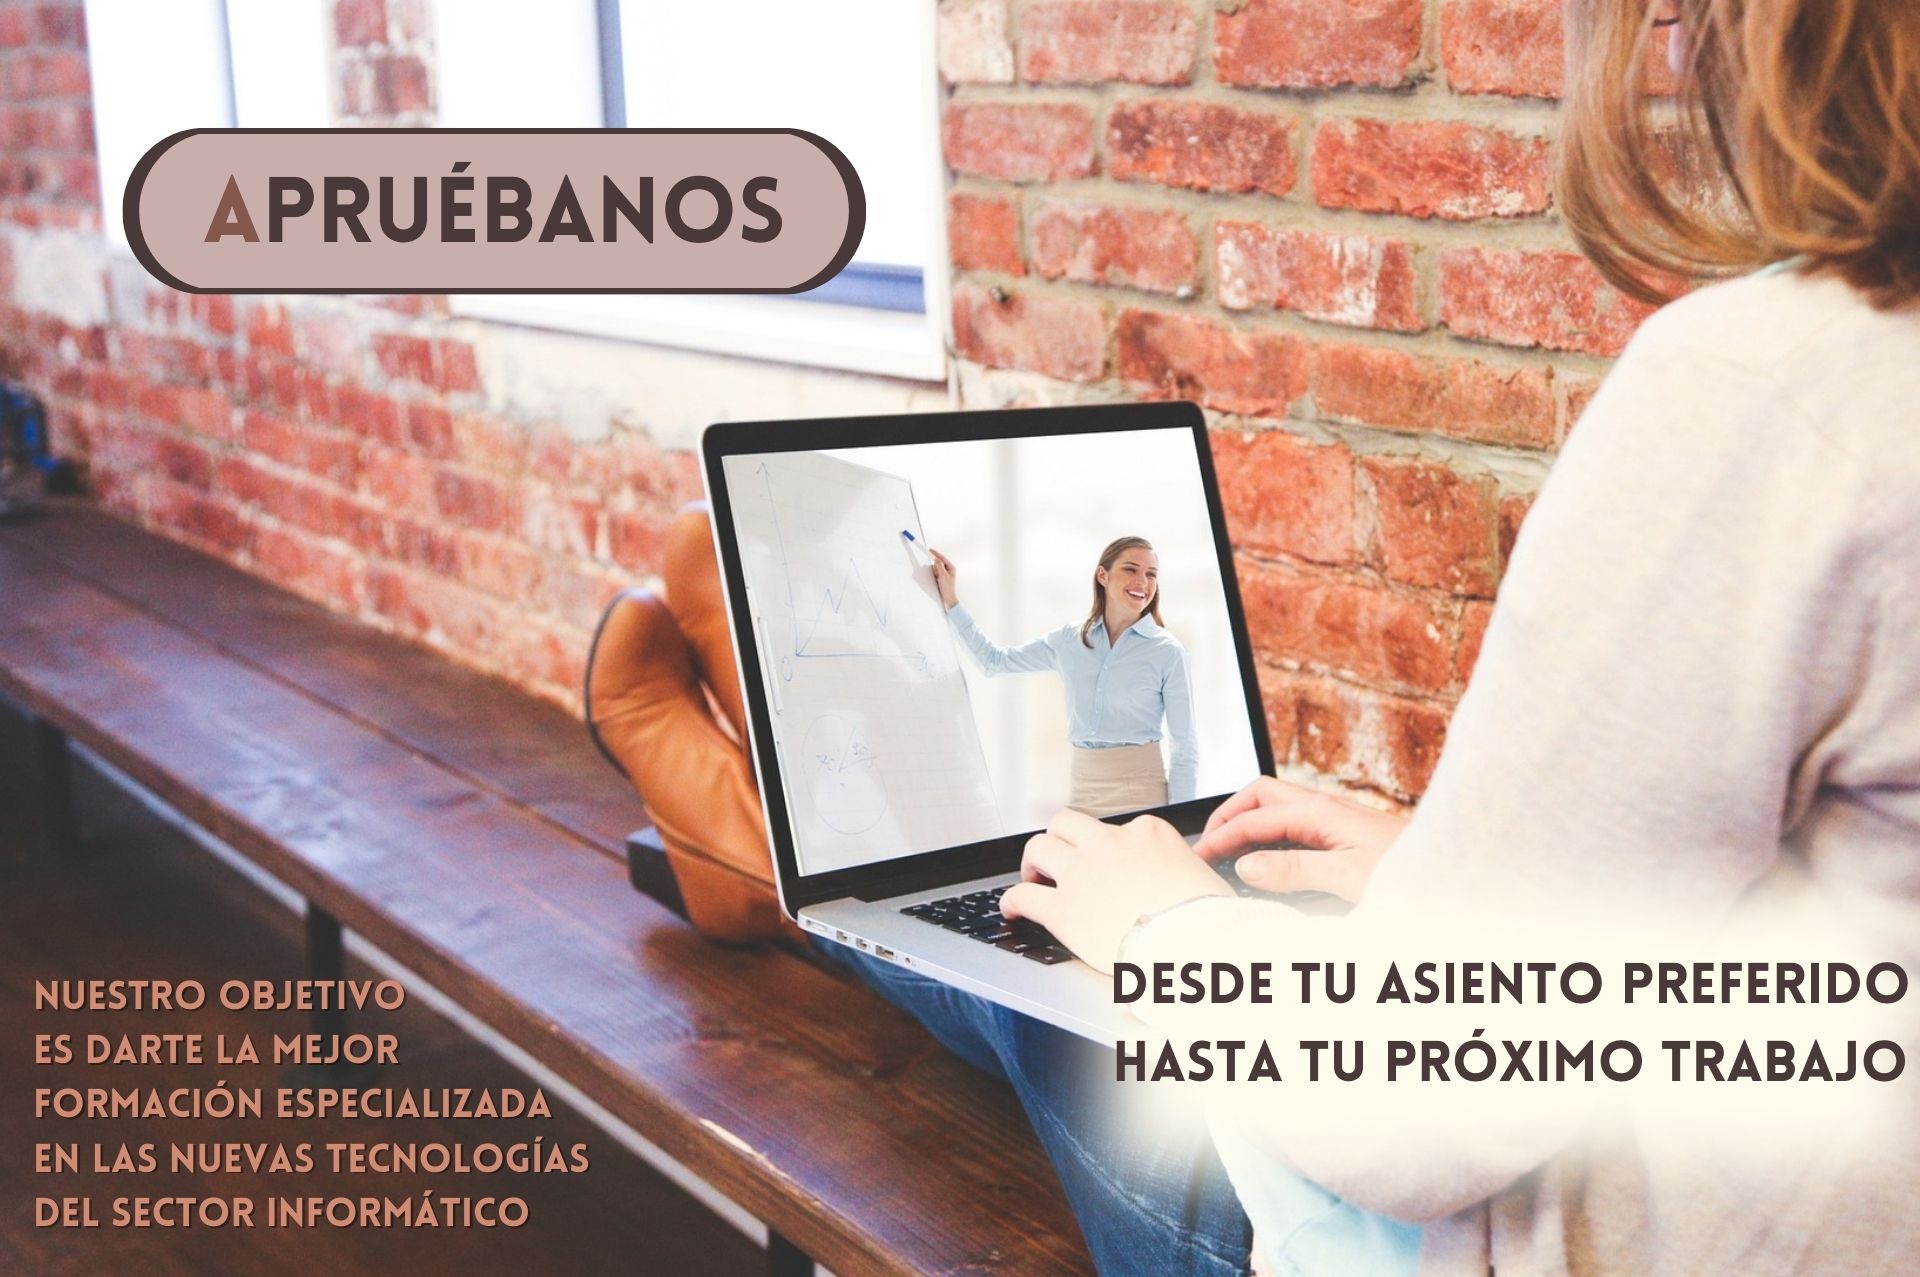 APRUÉBANOS
NUESTRO OBJETIVO
ES DARTE LA MEJOR
FORMACIÓN ESPECIALIZADA
EN LAS NUEVAS TECNOLOGÍAS
DEL SECTOR INFORMÁTICO
DESDE TU ASIENTO PREFERIDO
HASTA TU PRÓXIMO TRABAJO